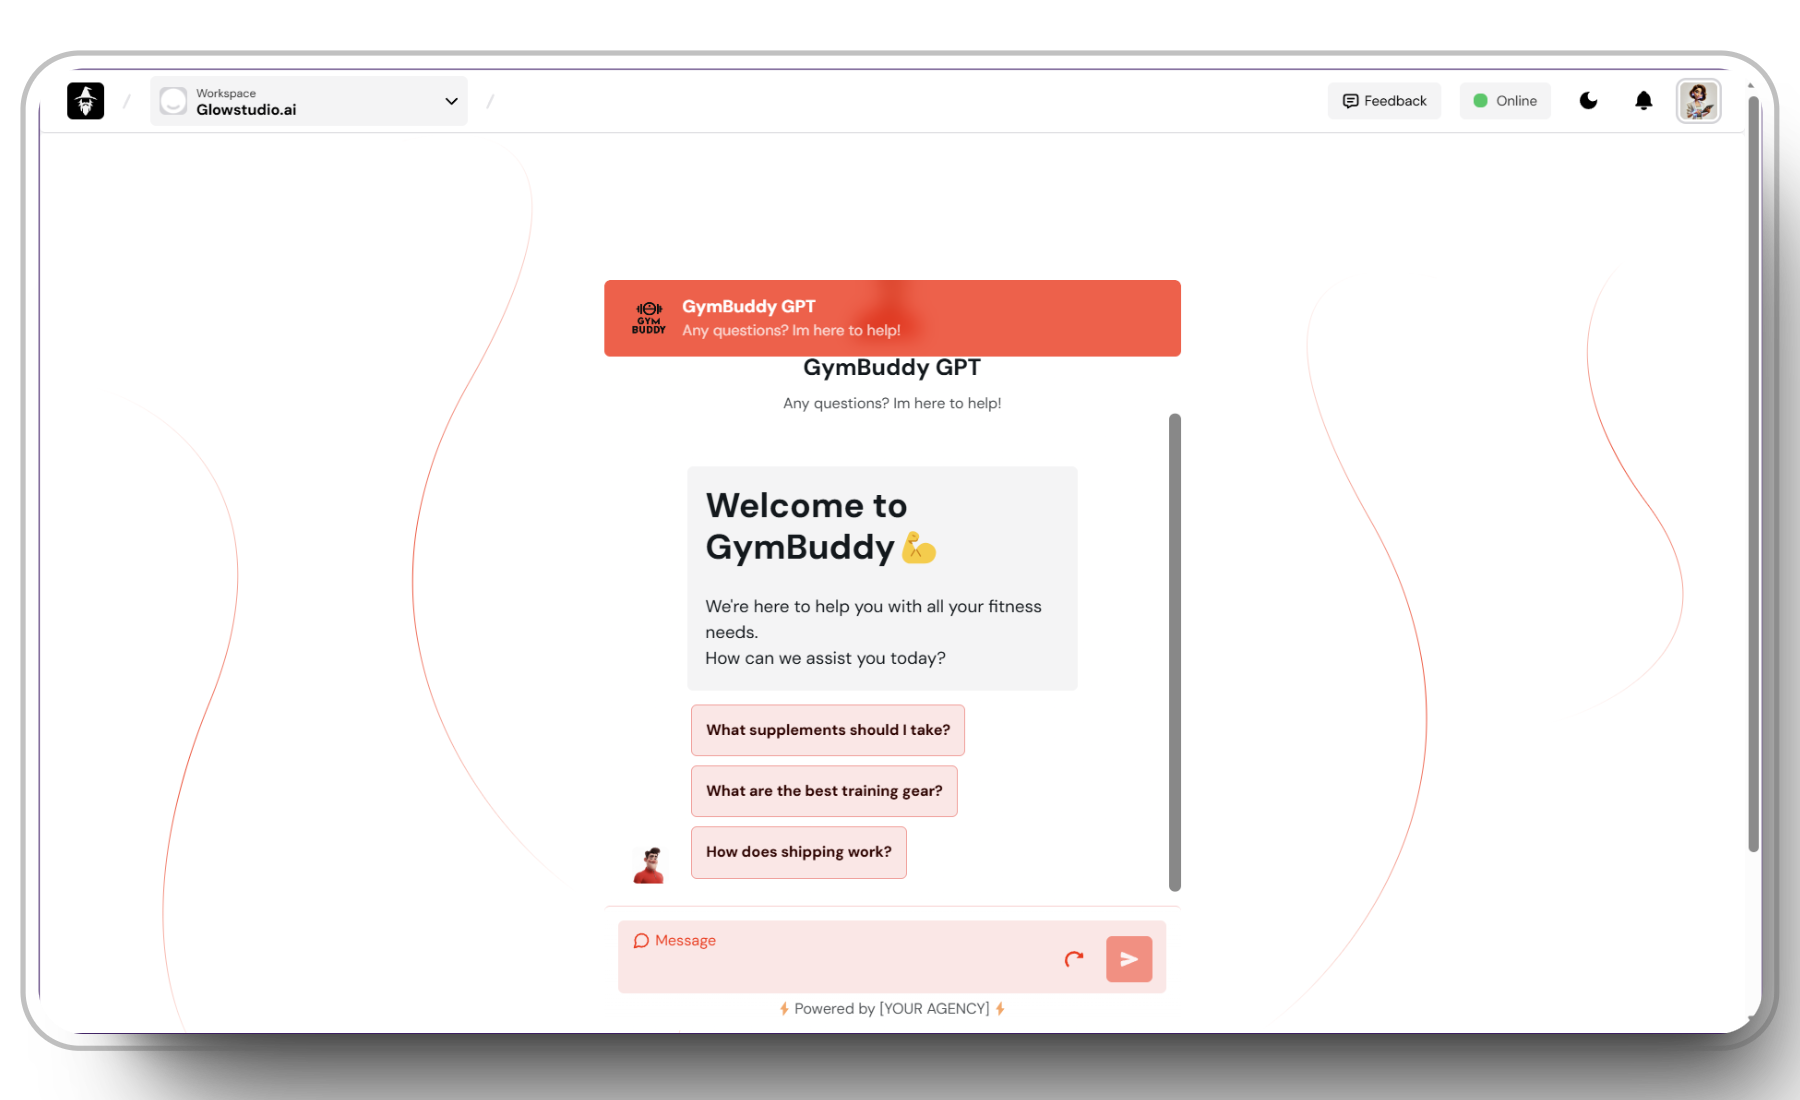 Workspace
Glowstudio.ai
Feedback
Online
GYM
BUDDY
GymBuddy GPT
Any questions? Im here to help!
GymBuddy GPT
Any questions? Im here to help!
Welcome to
GymBuddy💪
We're here to help you with all your fitness
needs.
How can we assist you today?
What supplements should I take?
What are the best training gear?
How does shipping work?
Message
⚡ Powered by [YOUR AGENCY] ⚡